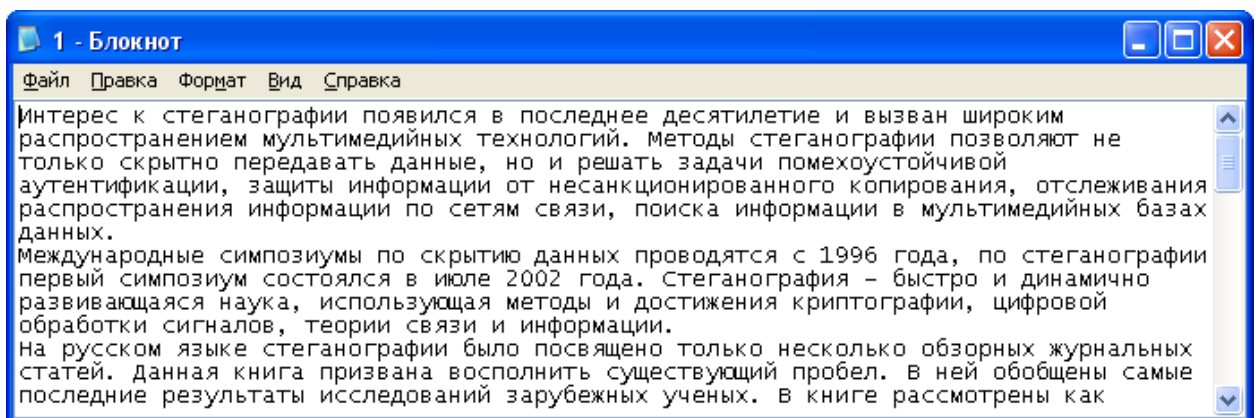 1 - Блокнот
Файл Правка Формат Вид Справка
Интерес к стеганографии появился в последнее десятилетие и вызван широким
распространением мультимедийных технологий. Методы стеганографии позволяют не
только скрытно передавать данные, но и решать задачи помехоустойчивой
аутентификации, защиты информации от несанкционированного копирования, отслеживания
распространения информации по сетям связи, поиска информации в мультимедийных базах
данных.
Международные симпозиумы по скрытию данных проводятся с 1996 года, по стеганографии
первый симпозиум состоялся в июле 2002 года. Стеганография – быстро и динамично
развивающаяся наука, использующая методы и достижения криптографии, цифровой
обработки сигналов, теории связи и информации.
На русском языке стеганографии было посвящено только несколько обзорных журнальных
статей. Данная книга призвана восполнить существующий пробел. В ней обобщены самые
последние результаты исследований зарубежных ученых. В книге рассмотрены как